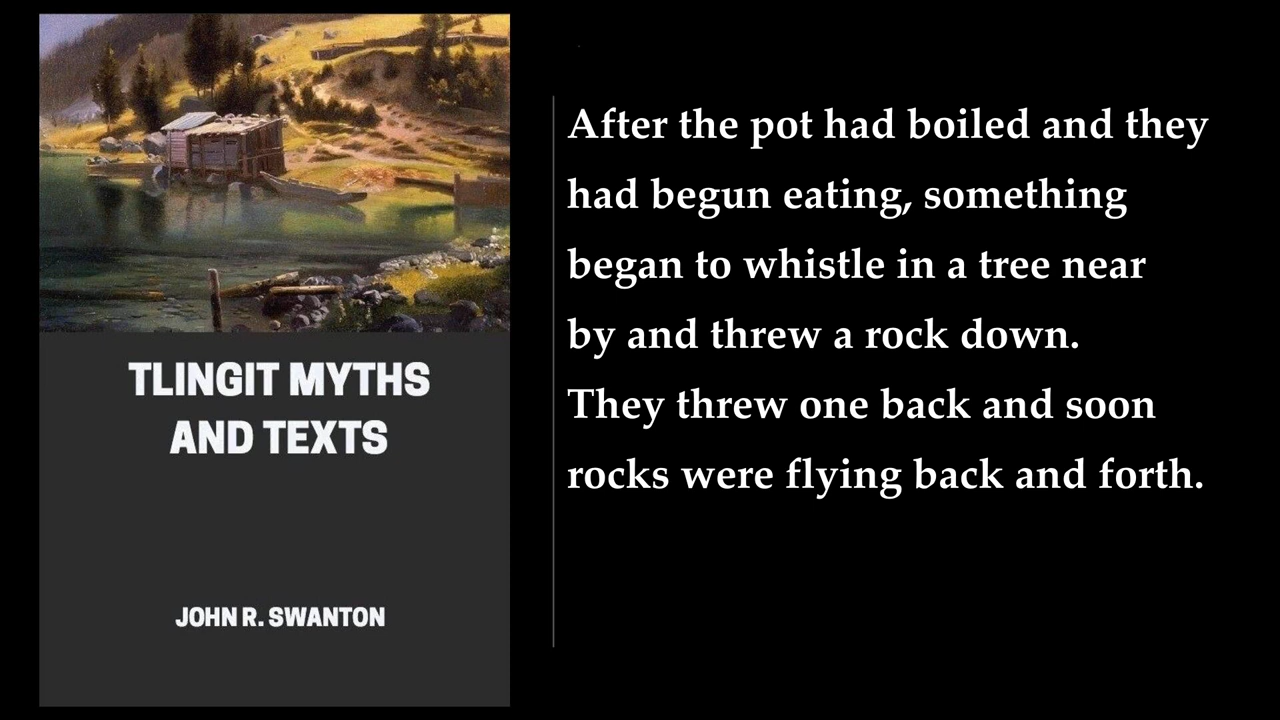 TLINGIT MYTHS
AND TEXTS
JOHN R. SWANTON
After the pot had boiled and they
had begun eating, something
began to whistle in a tree near
by and threw a rock down.
They threw one back and soon
rocks were flying back and forth.